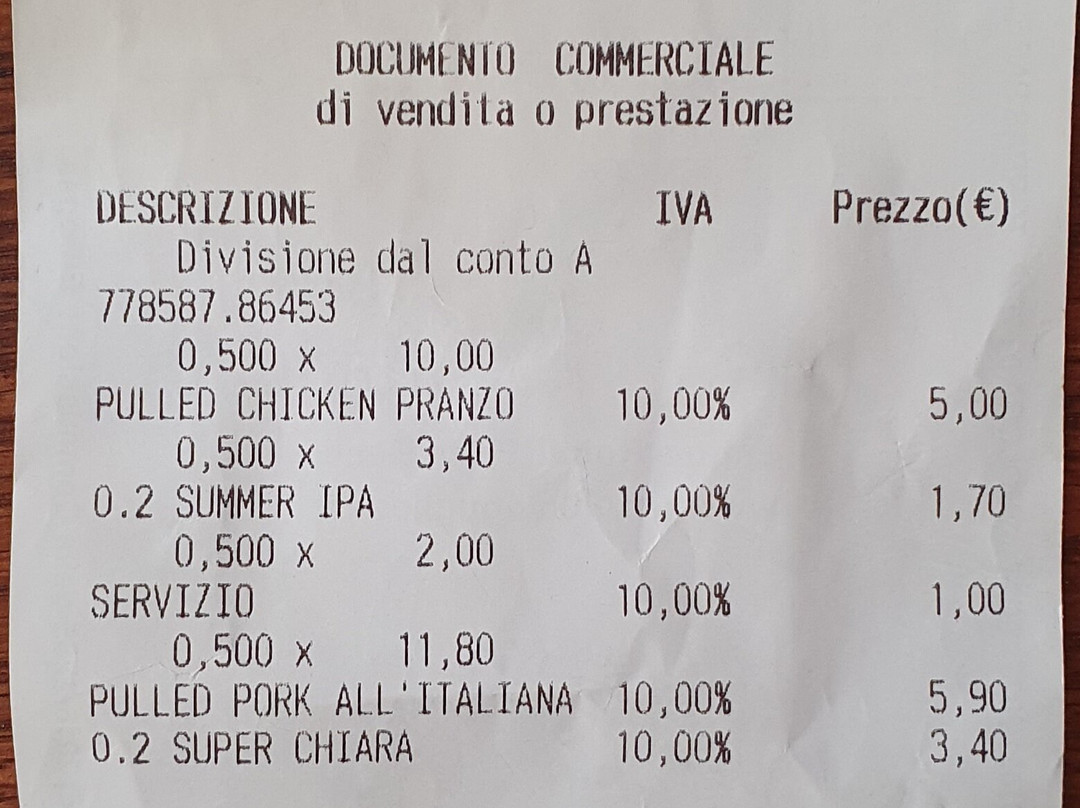 DOCUMENTO COMMERCIALE
di vendita o prestazione
DESCRIZIONE IVA Prezzo(€)
Divisione dal conto A
778587.86453
0,500 x 10,00
PULLED CHICKEN PRANZO 10,00% 5,00
0,500 x 3,40
0.2 SUMMER IPA 10,00% 1,70
0,500 x 2,00
SERVIZIO 10,00% 1,00
0,500 x 11,80
PULLED PORK ALL'ITALIANA 10,00% 5,90
0.2 SUPER CHIARA 10,00% 3,40